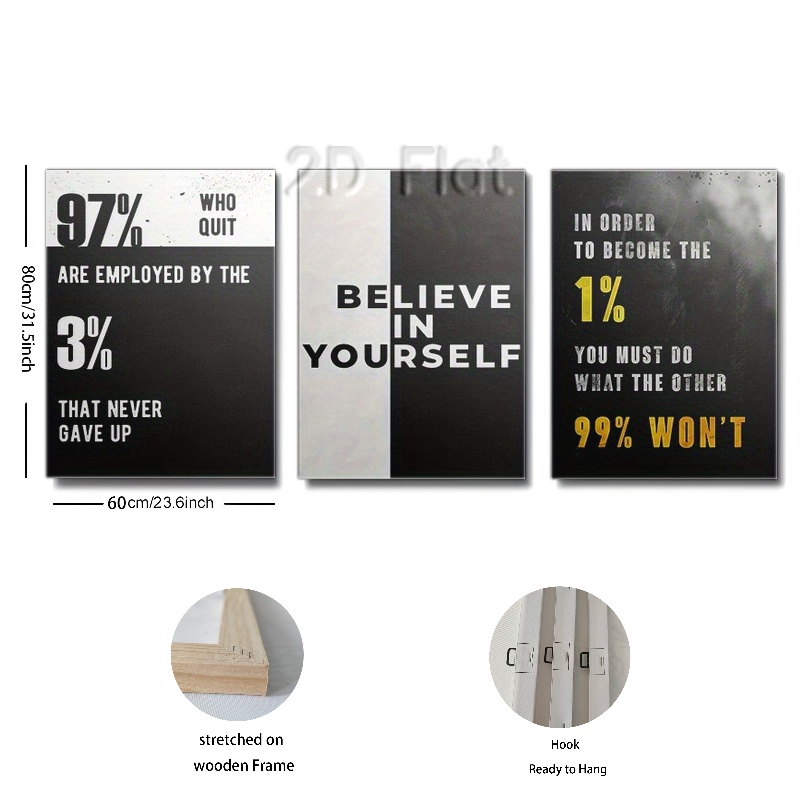 2.D Flat
97% WHO
QUIT
ARE EMPLOYED BY THE
3%
THAT NEVER
GAVE UP
BELIEVE
IN
YOURSELF
IN ORDER
TO BECOME THE
1%
YOU MUST DO
WHAT THE OTHER
99% WON'T
80cm/31.5inch
60cm/23.6inch
stretched on
wooden Frame
Hook
Ready to Hang